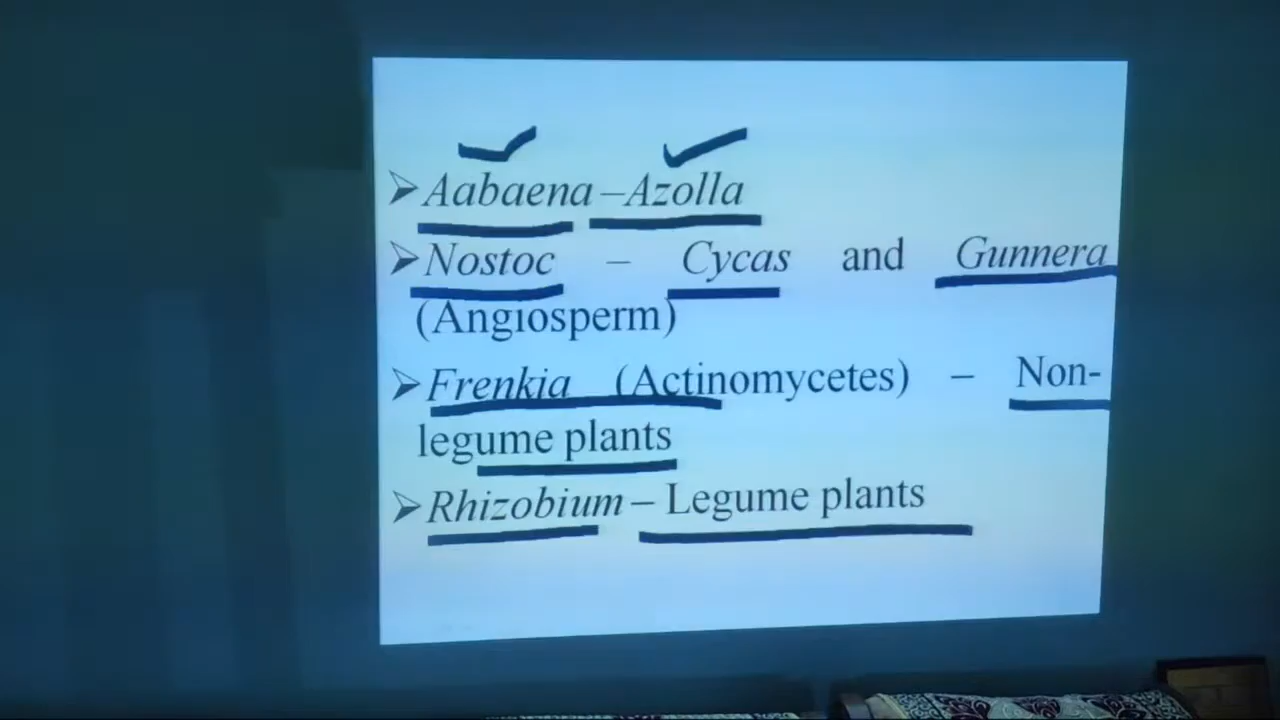 ➢Aabaena–Azolla
➢Nostoc – Cycas and Gunnera
(Angiosperm)
➢Frenkia (Actinomycetes) – Non-
legume plants
➢Rhizobium– Legume plants